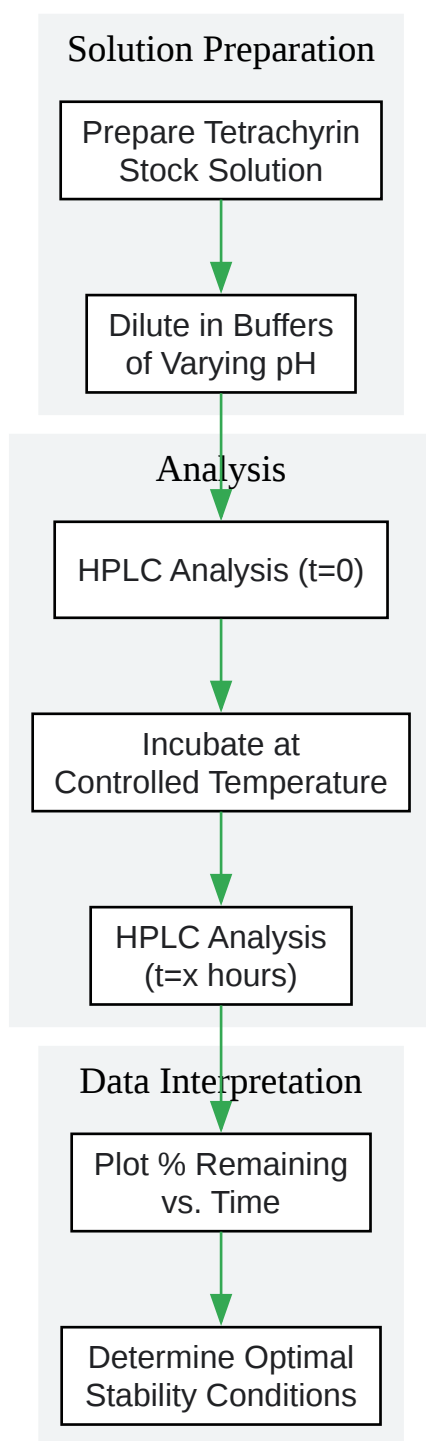 Solution Preparation
Prepare Tetrachyrin
Stock Solution
Dilute in Buffers
of Varying pH
Analysis
HPLC Analysis (t=0)
Incubate at
Controlled Temperature
HPLC Analysis
(t=x hours)
Data Interpretation
Plot % Remaining
vs. Time
Determine Optimal
Stability Conditions